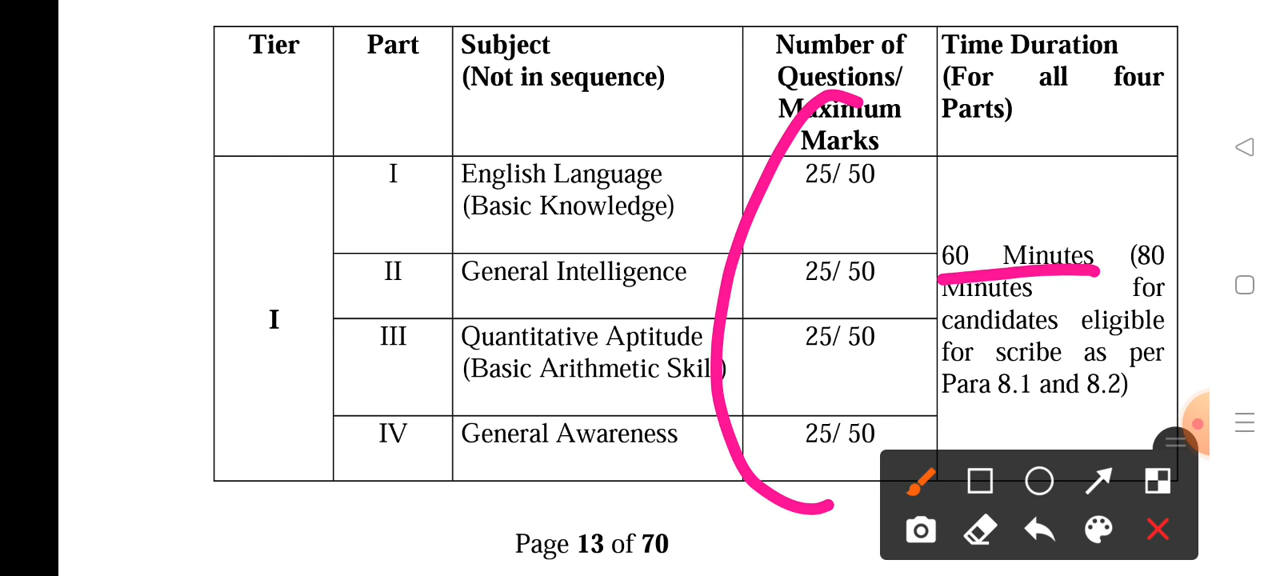 Tier
Part
Subject
(Not in sequence)
Number of
Questions/
Maximum
Marks
Time Duration
(For all four
Parts)
I
I
English Language
(Basic Knowledge)
25/ 50
II
General Intelligence
25/ 50
III
Quantitative Aptitude
(Basic Arithmetic Skill)
25/ 50
IV
General Awareness
25/ 50
60 Minutes (80
Minutes for
candidates eligible
for scribe as per
Para 8.1 and 8.2)
Page 13 of 70